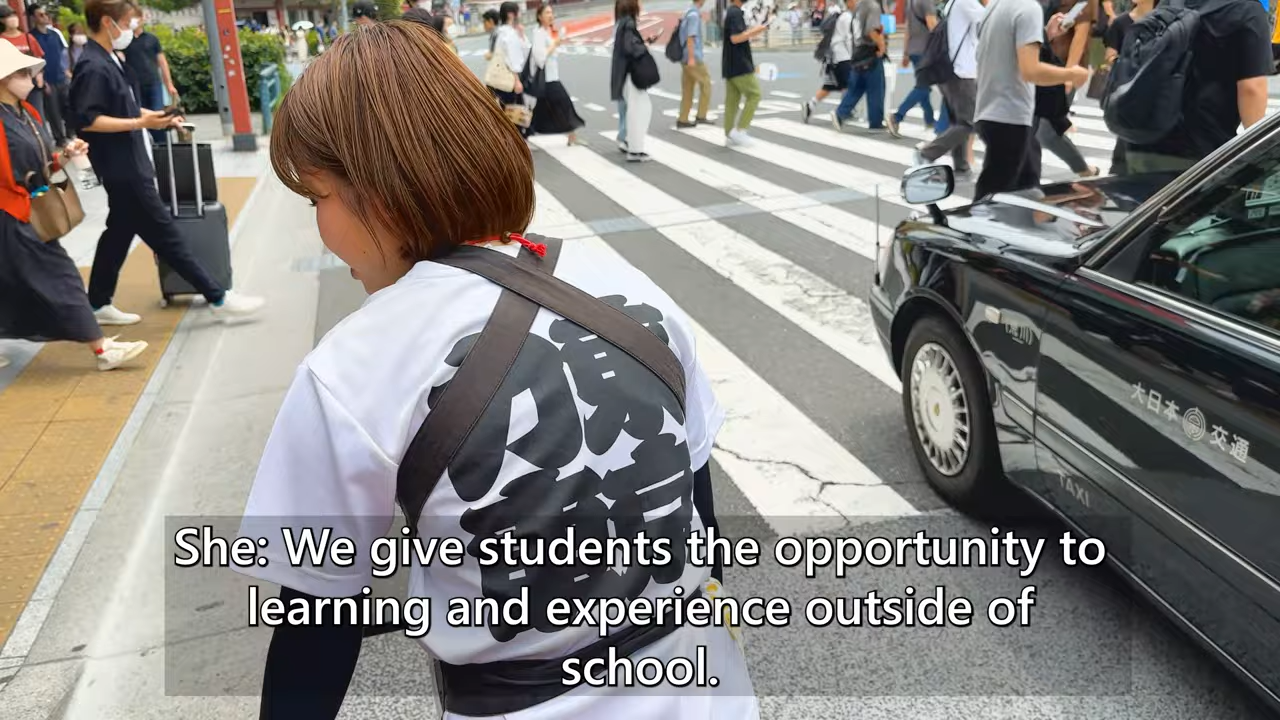 大日本 交通
TAXI
She: We give students the opportunity to
learning and experience outside of
school.